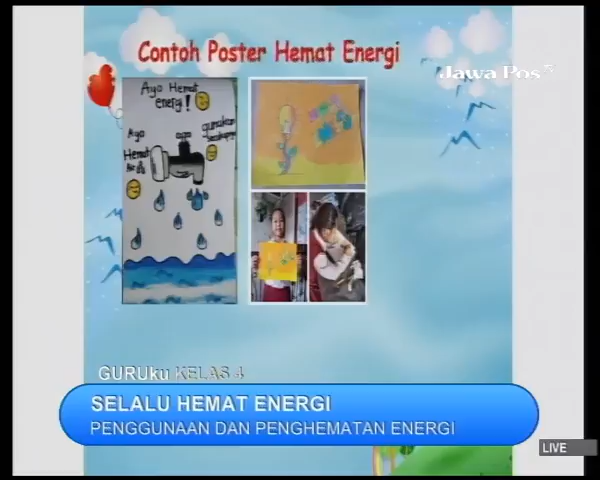 Contoh Poster Hemat Energi
Jawa Pos
Ayo Hemat
energi!
Ayo
Hemat
gunakan
GURUku KELAS 4
SELALU HEMAT ENERGI
PENGGUNAAN DAN PENGHEMATAN ENERGI
LIVE